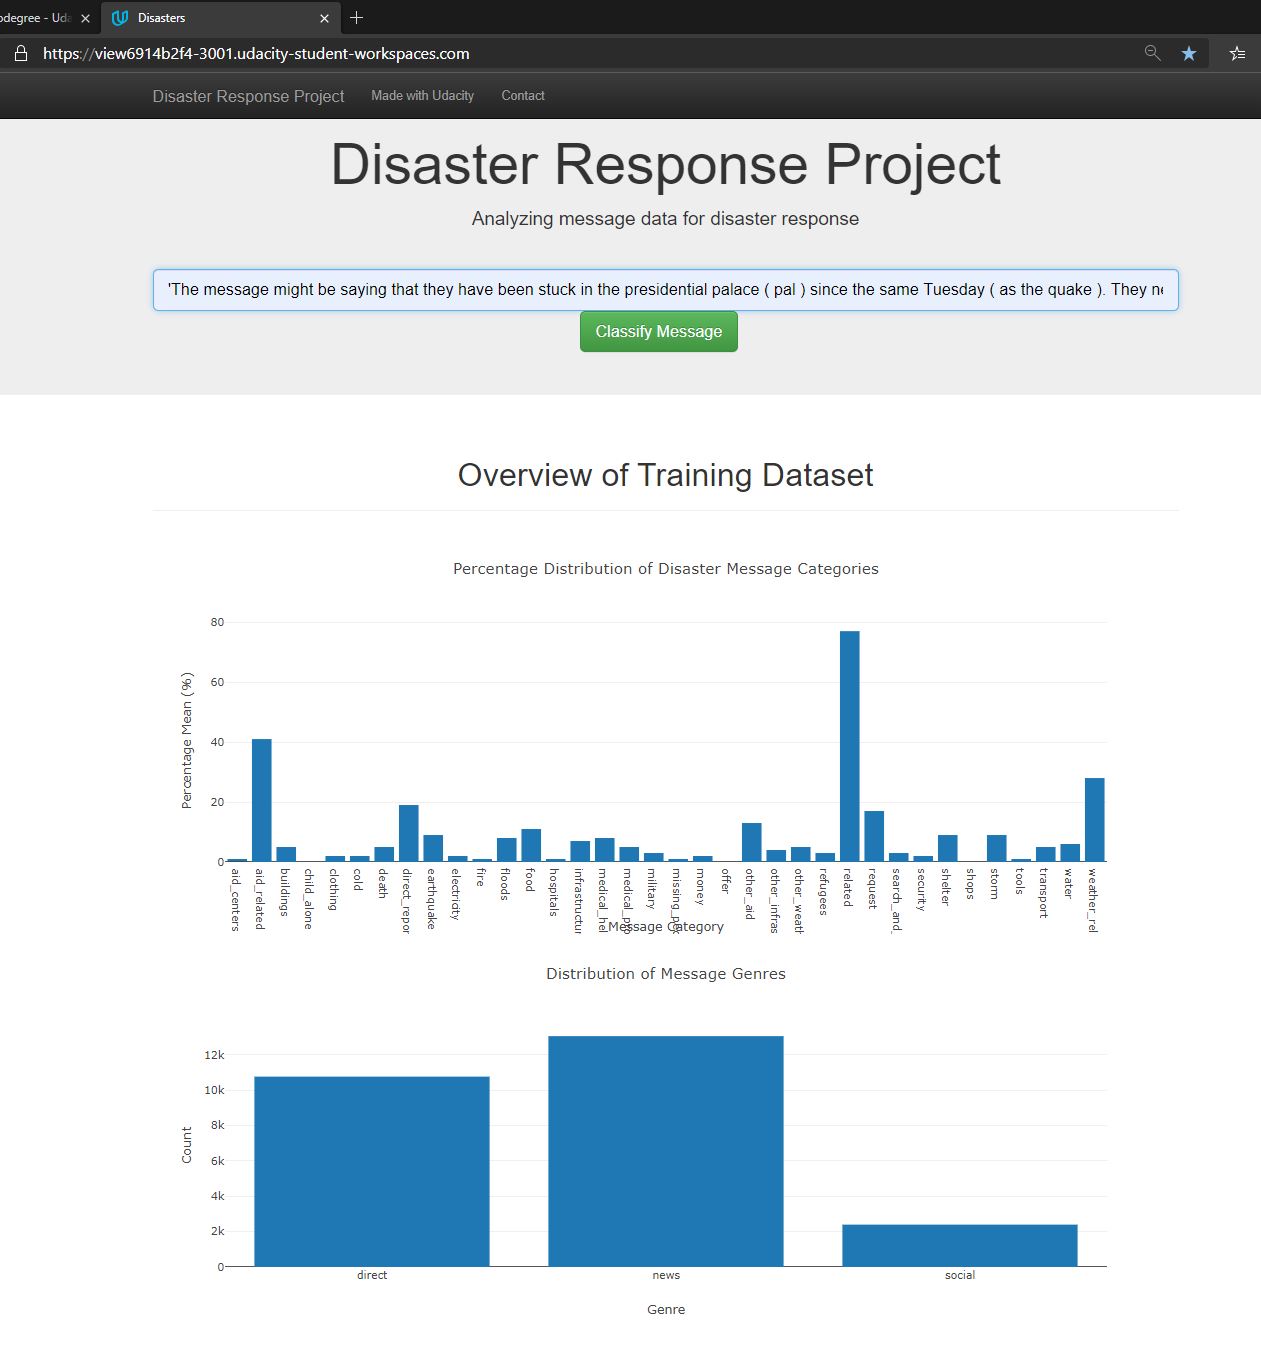 odegree - Uda
Disasters
https://view6914b2f4-3001.udacity-student-workspaces.com
Disaster Response Project Made with Udacity Contact
Disaster Response Project
Analyzing message data for disaster response
'The message might be saying that they have been stuck in the presidential palace ( pal ) since the same Tuesday ( as the quake ). They ne
Classify Message
Overview of Training Dataset
Percentage Distribution of Disaster Message Categories
Percentage Mean (%)
80
60
40
20
0
aid_centers
aid_related
buildings
child_alone
clothing
cold
death
direct_repor
earthquake
electricity
fire
floods
food
hospitals
infrastructur
medical_hel
medical_pro
military
missing_pe
money
offer
other_aid
other_infras
other_weath
refugees
related
request
search_and_
security
shelter
shops
storm
tools
transport
water
weather_rel
Message Category
Distribution of Message Genres
Count
12k
10k
8k
6k
4k
2k
0
direct news social
Genre